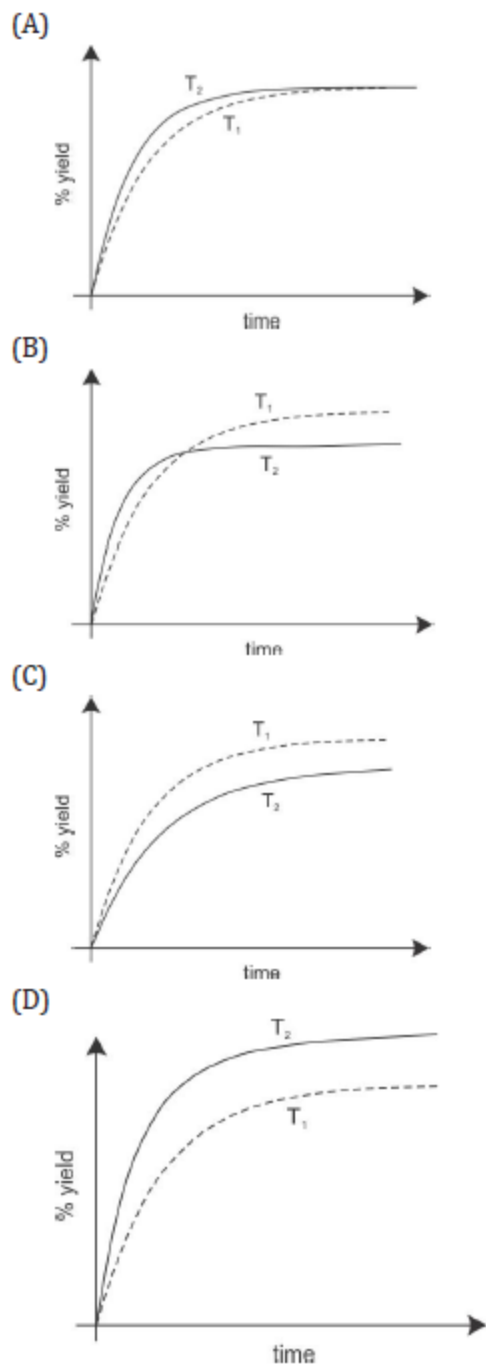 (A)
T₂
T₁
% yield
time
(B)
T₁
T₂
% yield
time
(C)
T₁
T₂
% yield
time
(D)
T₂
T₁
% yield
time